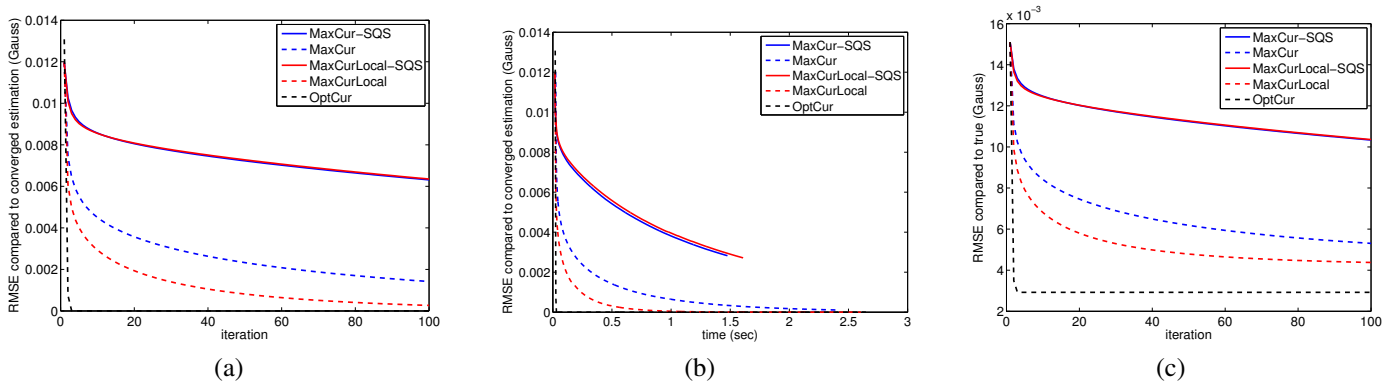 RMSE compared to converged estimation (Gauss)
0.014
0.012
0.01
0.008
0.006
0.004
0.002
0
0 20 40 60 80 100
iteration
MaxCur−SQS
MaxCur
MaxCurLocal−SQS
MaxCurLocal
OptCur
(a)
RMSE compared to converged estimation (Gauss)
0.014
0.012
0.01
0.008
0.006
0.004
0.002
0
0 0.5 1 1.5 2 2.5 3
time (sec)
MaxCur−SQS
MaxCur
MaxCurLocal−SQS
MaxCurLocal
OptCur
(b)
RMSE compared to true (Gauss)
x 10⁻³
16
14
12
10
8
6
4
2
0 20 40 60 80 100
iteration
MaxCur−SQS
MaxCur
MaxCurLocal−SQS
MaxCurLocal
OptCur
(c)